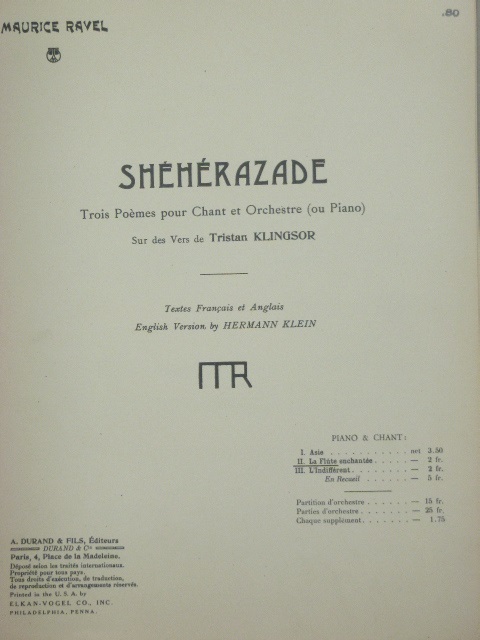 .80
MAURICE RAVEL
SHÉHÉRAZADE
Trois Poèmes pour Chant et Orchestre (ou Piano)
Sur des Vers de Tristan KLINGSOR
Textes Français et Anglais
English Version by HERMANN KLEIN
MR
PIANO & CHANT:
I. Asie . . . . . . . . . . . net 3.50
II. La Flûte enchantée . . . . . — 2 fr.
III. L'Indifférent . . . . . . . . — 2 fr.
En Recueil . . . . . — 5 fr.
Partition d'orchestre . . . . . . — 15 fr.
Parties d'orchestre . . . . . . . — 25 fr.
Chaque supplément . . . . . . . — 1.75
A. DURAND & FILS, Éditeurs
DURAND & Cie
Paris, 4, Place de la Madeleine.
Déposé selon les traités internationaux.
Propriété pour tous pays.
Tous droits d'exécution, de traduction,
de reproduction et d'arrangements réservés.
Printed in the U. S. A. by
ELKAN-VOGEL CO., INC.
PHILADELPHIA, PENNA.